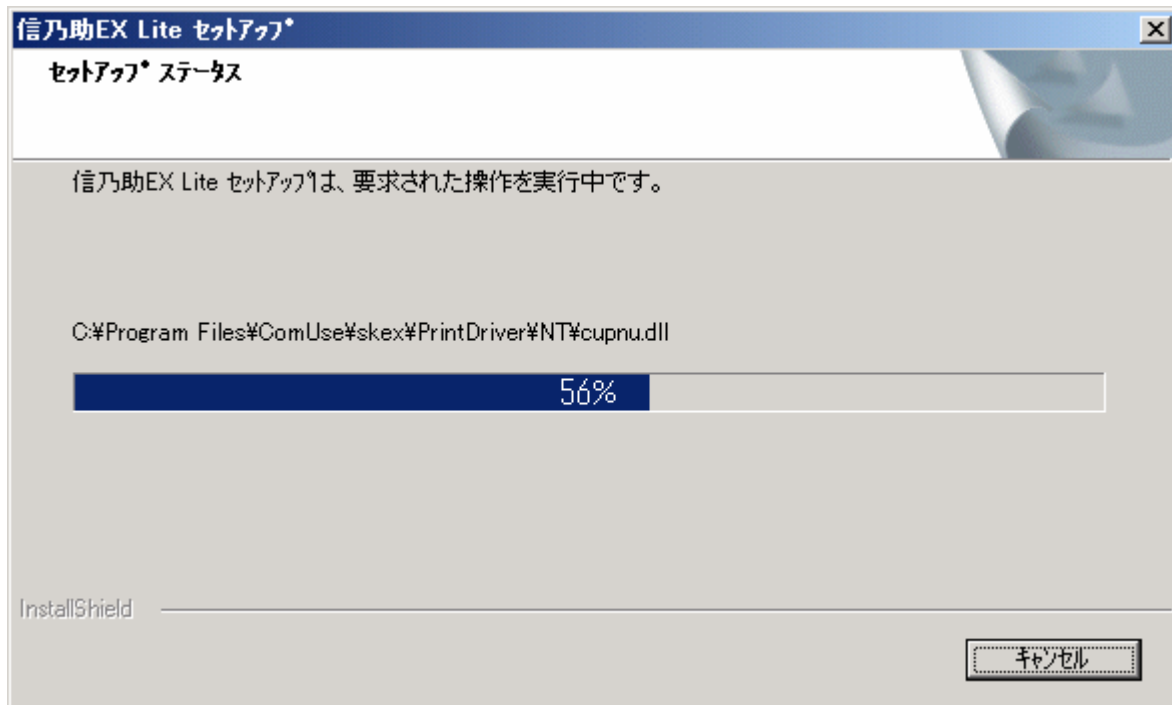 信乃助EX Lite ｾｯﾄｱｯﾌﾟ
ｾｯﾄｱｯﾌﾟ ｽﾃｰﾀｽ
信乃助EX Lite ｾｯﾄｱｯﾌﾟは、要求された操作を実行中です。
C:¥Program Files¥ComUse¥skex¥PrintDriver¥NT¥cupnu.dll
56%
InstallShield
ｷｬﾝｾﾙ